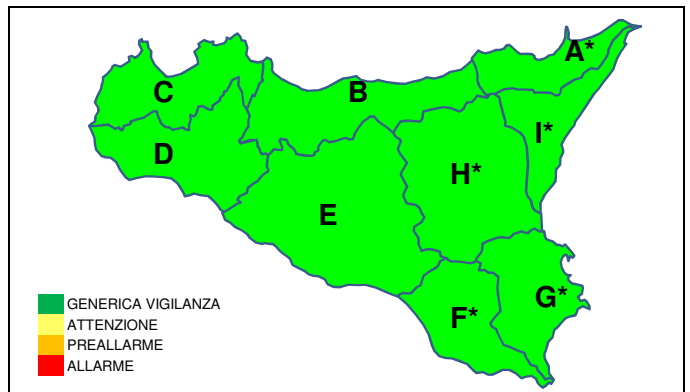 A*
C
B
I*
D
H*
E
G*
F*
GENERICA VIGILANZA
ATTENZIONE
PREALLARME
ALLARME